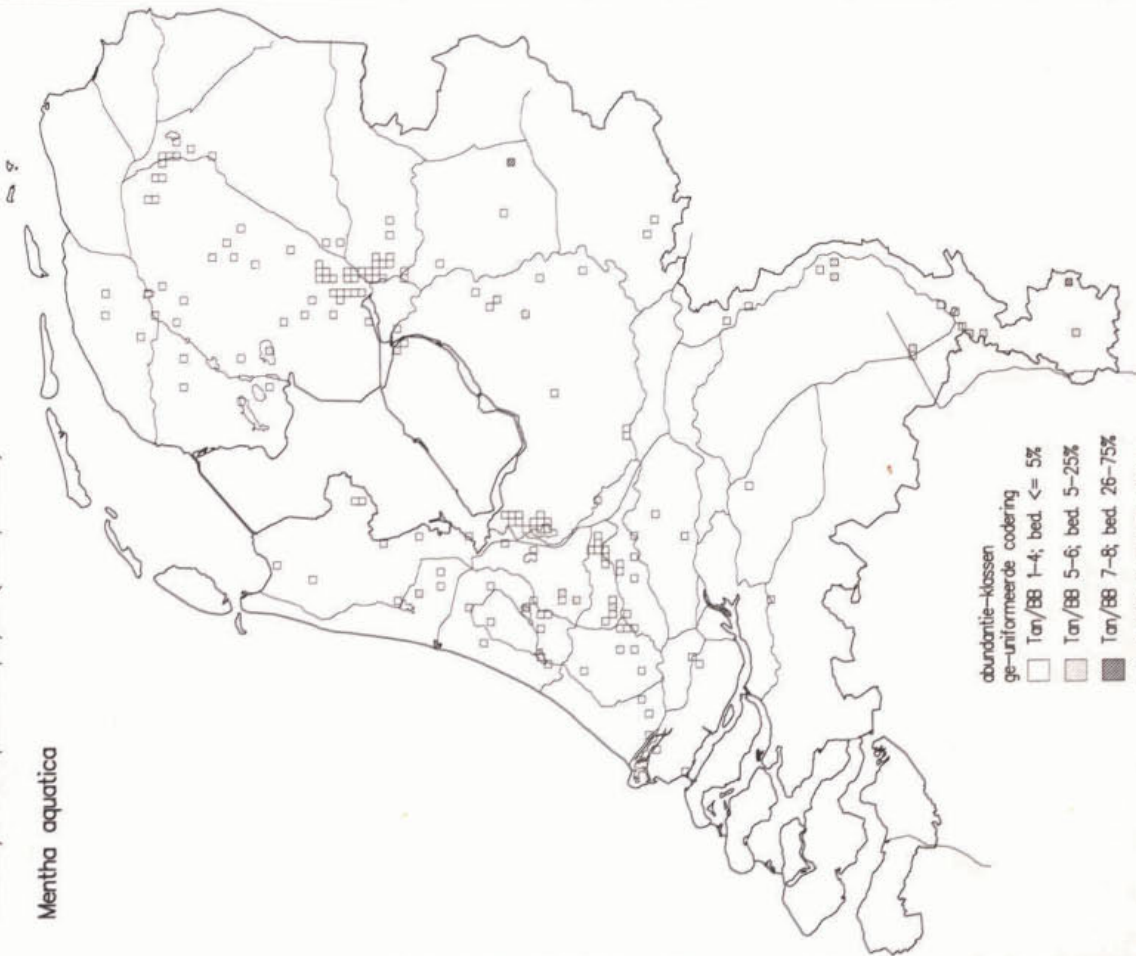 Mentha aquatica
abundantie-klassen
ge-uniformeerde codering
Tan/BB 1-4; bed. <= 5%
Tan/BB 5-6; bed. 5-25%
Tan/BB 7-8; bed. 26-75%